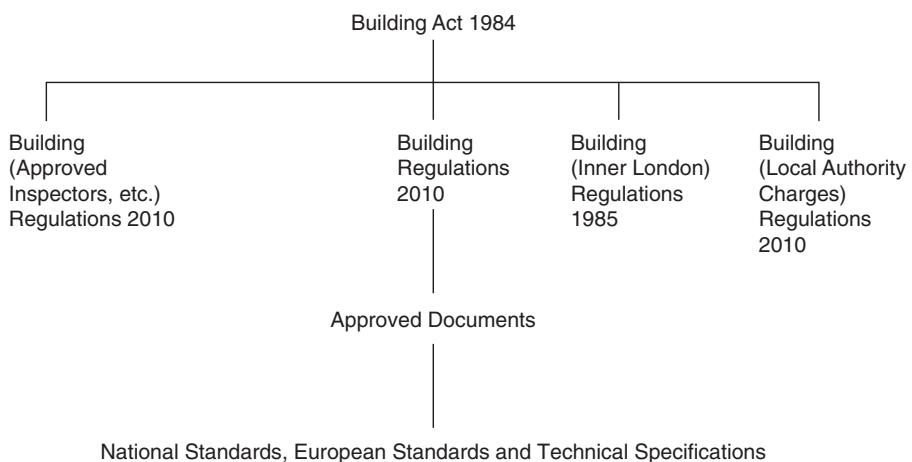 Building Act 1984
Building
(Approved
Inspectors, etc.)
Regulations 2010
Building
Regulations
2010
Building
(Inner London)
Regulations
1985
Building
(Local Authority
Charges)
Regulations
2010
Approved Documents
National Standards, European Standards and Technical Specifications